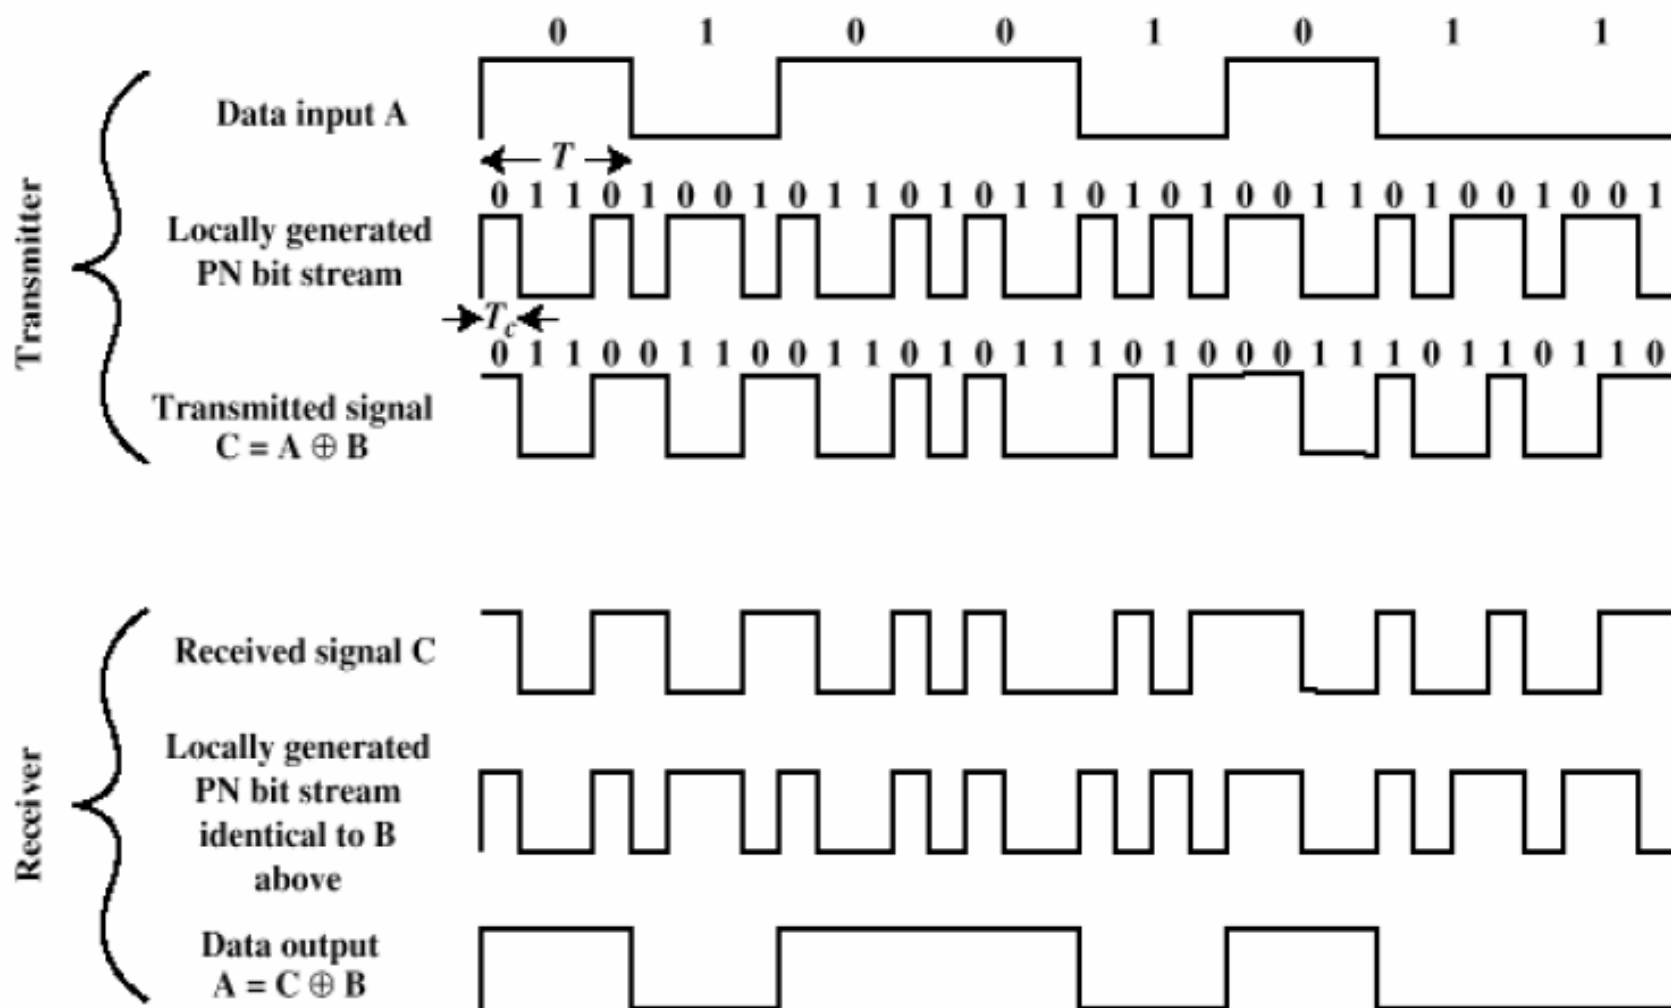 0 1 0 0 1 0 1 1
Data input A
T
0 1 1 0 1 0 0 1 0 1 1 0 1 0 1 1 0 1 0 1 0 0 1 1 0 1 0 0 1 0 0 1
Locally generated
PN bit stream
Tc
0 1 1 0 0 1 1 0 0 1 1 0 1 0 1 1 1 0 1 0 0 0 1 1 1 0 1 1 0 1 1 0
Transmitted signal
C = A ⊕ B
Transmitter
Received signal C
Locally generated
PN bit stream
identical to B
above
Data output
A = C ⊕ B
Receiver